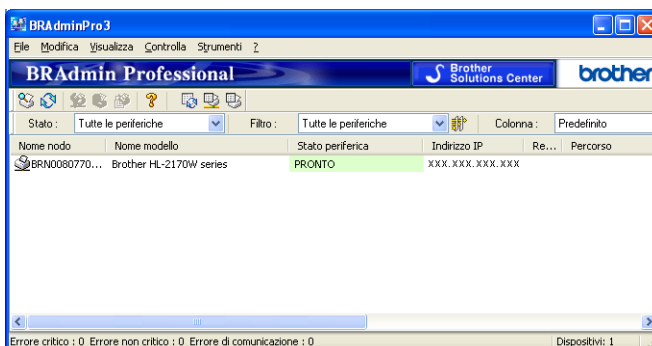 BRAdminPro3
File Modifica Visualizza Controlla Strumenti ?
BRAdmin Professional Brother Solutions Center brother
Stato : Tutte le periferiche Filtro : Tutte le periferiche Colonna : Predefinito
Nome nodo Nome modello Stato periferica Indirizzo IP Re... Percorso
BRN0080770... Brother HL-2170W series PRONTO XXX.XXX.XXX.XXX
Errore critico : 0 Errore non critico : 0 Errore di comunicazione : 0 Dispositivi: 1